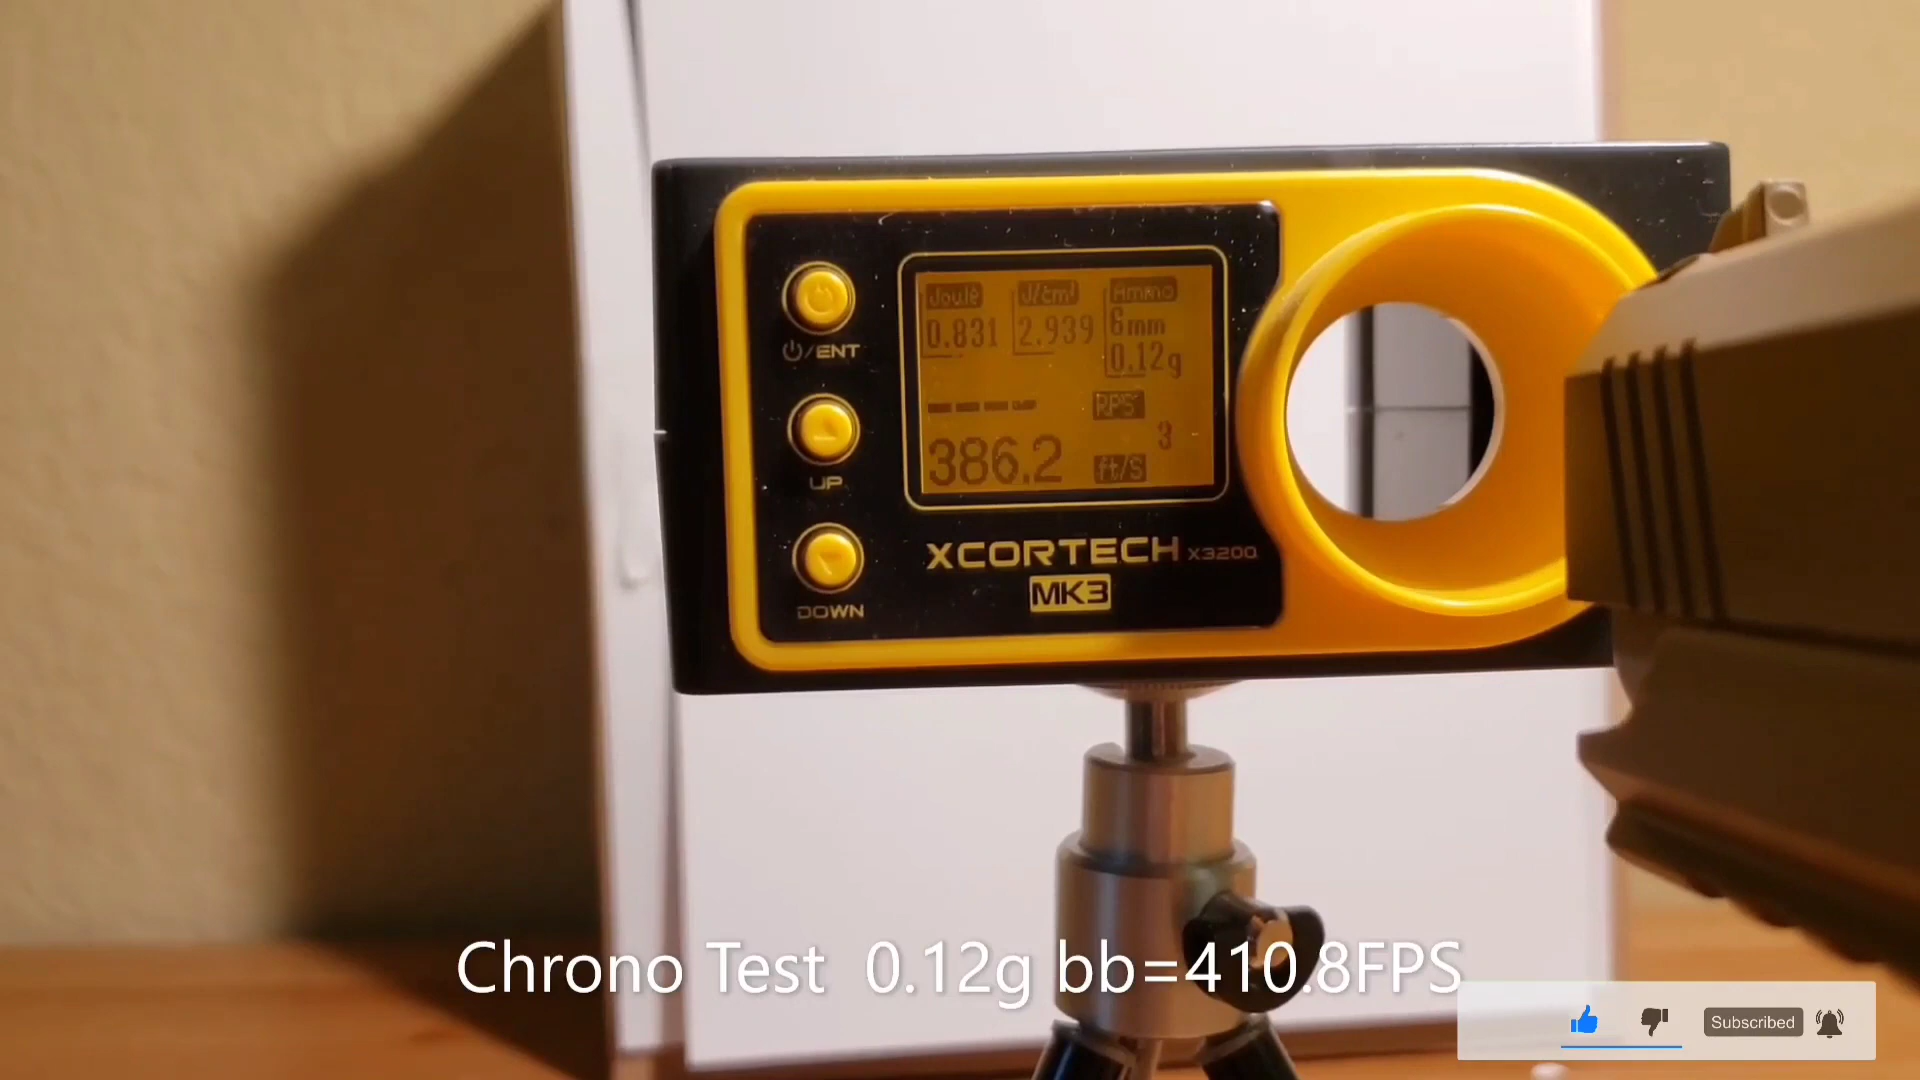 Joule J/cm² Ammo
0.831 2.939 6mm
0.12g
RPS
3
386.2 ft/S
⏻/ENT
UP
DOWN
XCORTECH X3200
MK3
Chrono Test 0.12g bb=410.8FPS
Subscribed